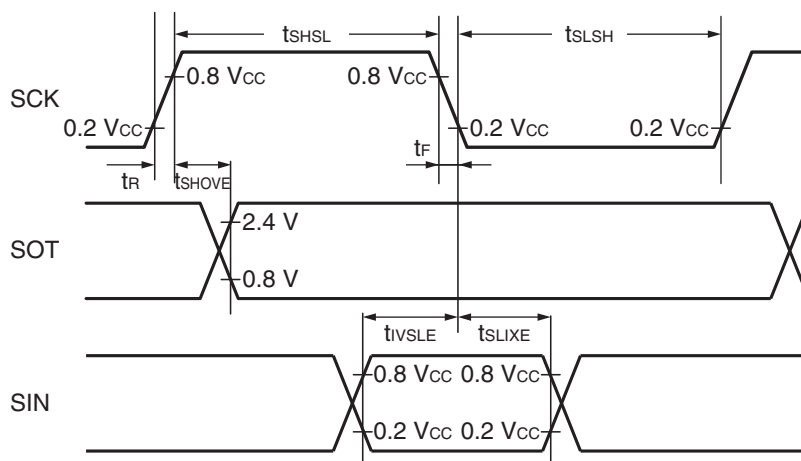 tSHSL tSLSH
SCK 0.8 VCC 0.8 VCC
0.2 VCC 0.2 VCC 0.2 VCC
tR tSHOVE tF
SOT 2.4 V
0.8 V
tIVSLE tSLIXE
SIN 0.8 VCC 0.8 VCC
0.2 VCC 0.2 VCC